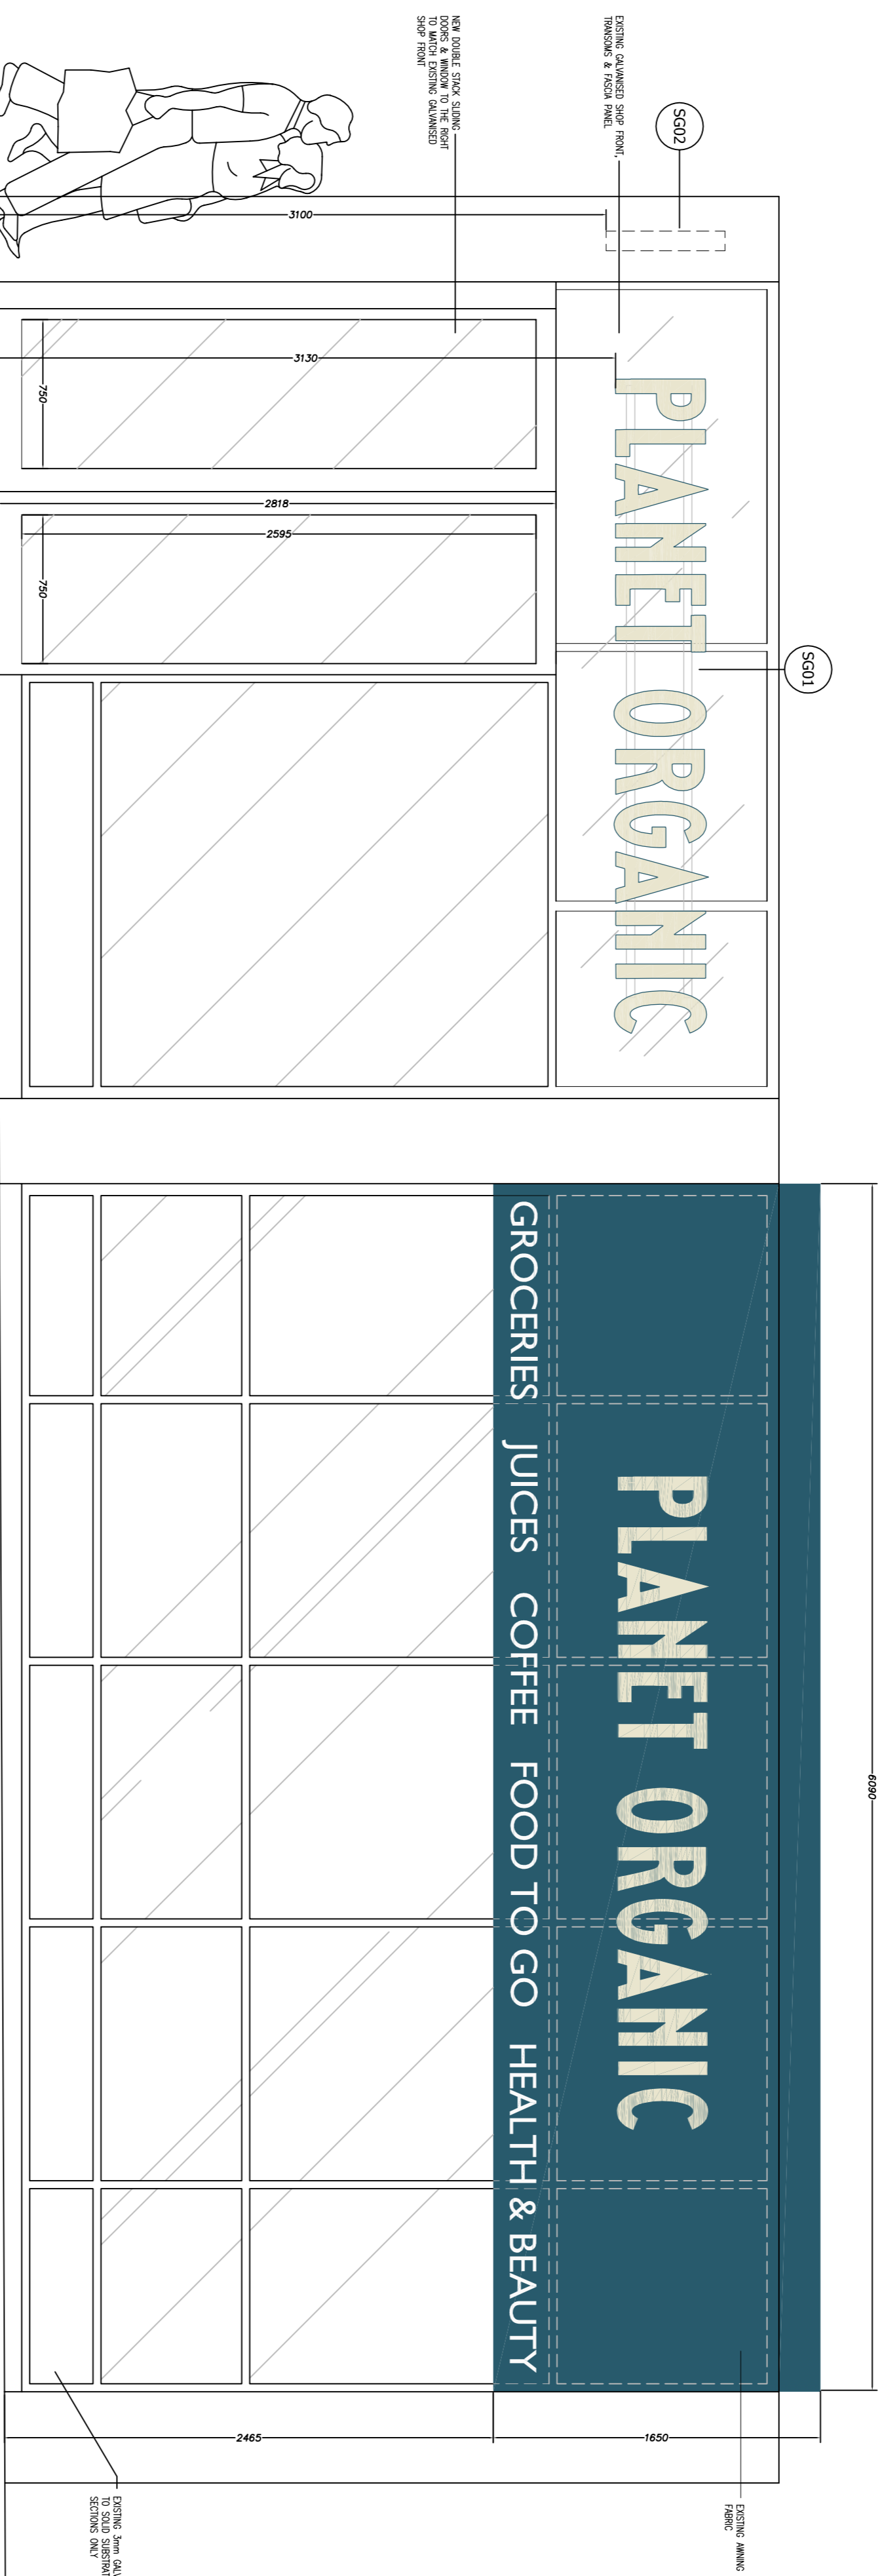 EXISTING GALVANISED SHOP FRONT,
TRANSOMS & FASCIA PANEL
SG02
NEW DOUBLE STACK SLIDING
DOORS & WINDOW TO THE RIGHT
TO MATCH EXISTING GALVANISED
SHOP FRONT
SG01
3100
3130
PLANET ORGANIC
750
2818
2595
750
6090
PLANET ORGANIC
GROCERIES JUICES COFFEE FOOD TO GO HEALTH & BEAUTY
1650
2465
EXISTING AWNING
FABRIC
EXISTING 3mm
TO SOLID
SECTIONS ONLY